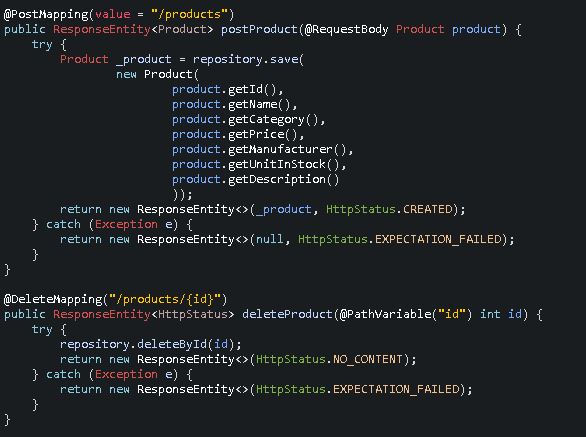 @PostMapping(value = "/products")
public ResponseEntity<Product> postProduct(@RequestBody Product product) {
    try {
        Product _product = repository.save(
                new Product(
                        product.getId(),
                        product.getName(),
                        product.getCategory(),
                        product.getPrice(),
                        product.getManufacturer(),
                        product.getUnitInStock(),
                        product.getDescription()
                        ));
        return new ResponseEntity<>(_product, HttpStatus.CREATED);
    } catch (Exception e) {
        return new ResponseEntity<>(null, HttpStatus.EXPECTATION_FAILED);
    }
}

@DeleteMapping("/products/{id}")
public ResponseEntity<HttpStatus> deleteProduct(@PathVariable("id") int id) {
    try {
        repository.deleteById(id);
        return new ResponseEntity<>(HttpStatus.NO_CONTENT);
    } catch (Exception e) {
        return new ResponseEntity<>(HttpStatus.EXPECTATION_FAILED);
    }
}